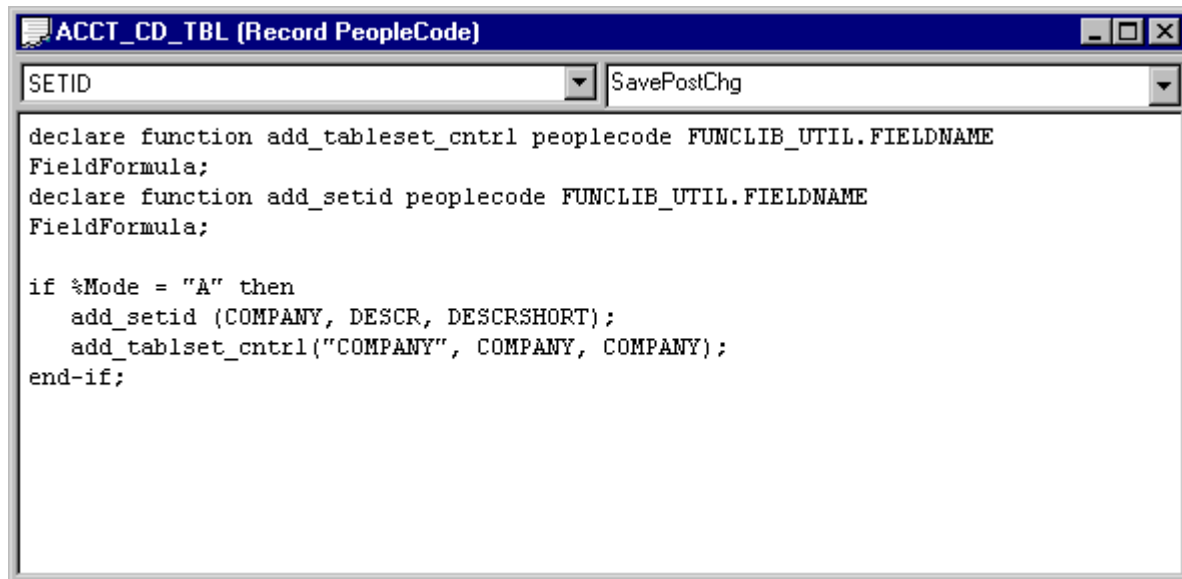 ACCT_CD_TBL (Record PeopleCode)
SETID
SavePostChg
declare function add_tableset_cntrl peoplecode FUNCLIB_UTIL.FIELDNAME
FieldFormula;
declare function add_setid peoplecode FUNCLIB_UTIL.FIELDNAME
FieldFormula;
if %Mode = "A" then
add_setid (COMPANY, DESCR, DESCRSHORT);
add_tablset_cntrl("COMPANY", COMPANY, COMPANY);
end-if;